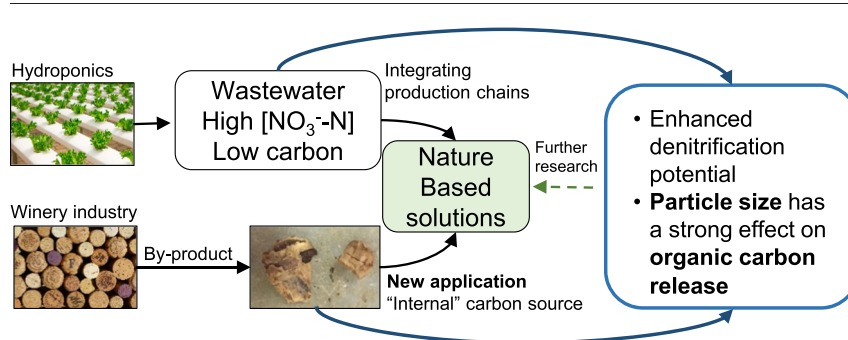 Hydroponics
Wastewater
High [NO₃⁻-N]
Low carbon
Integrating
production chains
Nature
Based
solutions
Further
research
Winery industry
By-product
New application
“Internal” carbon source
• Enhanced
denitrification
potential
• Particle size has
a strong effect on
organic carbon
release